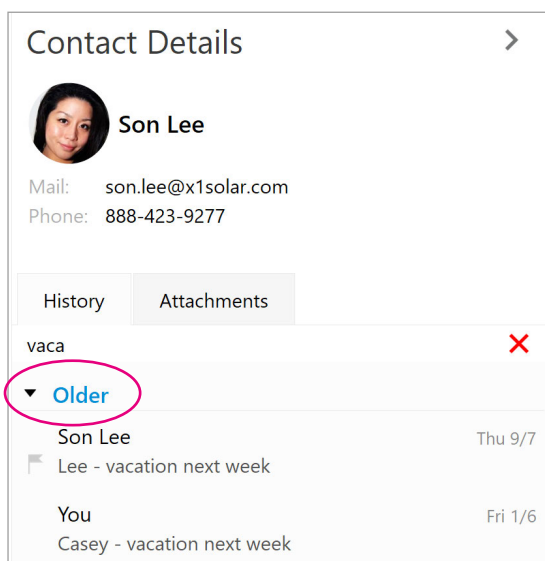 Contact Details
Son Lee
Mail: son.lee@x1solar.com
Phone: 888-423-9277
History Attachments
vaca
Older
Son Lee Thu 9/7
Lee - vacation next week
You Fri 1/6
Casey - vacation next week